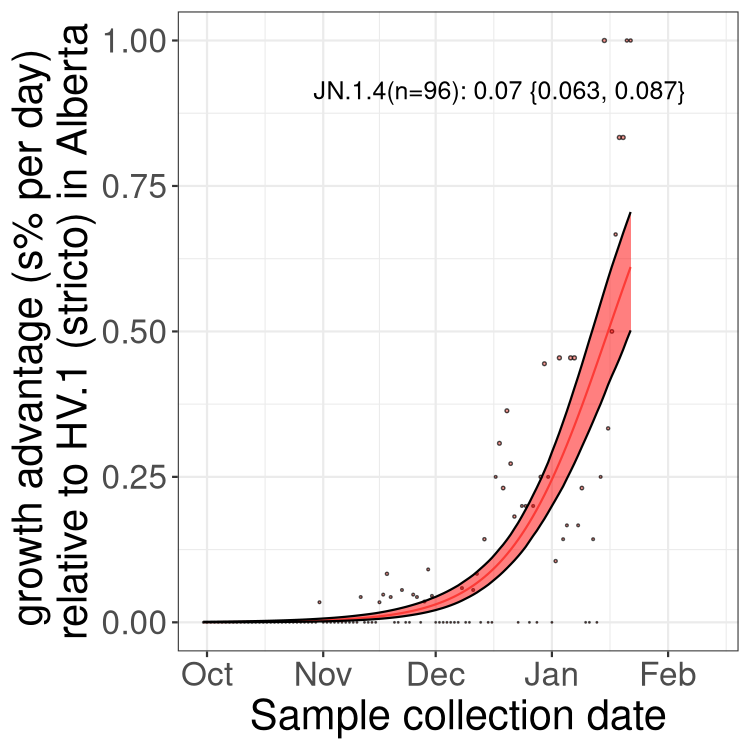 growth advantage (s% per day)
relative to HV.1 (stricto) in Alberta
1.00
0.75
0.50
0.25
0.00
JN.1.4(n=96): 0.07 {0.063, 0.087}
Oct Nov Dec Jan Feb
Sample collection date